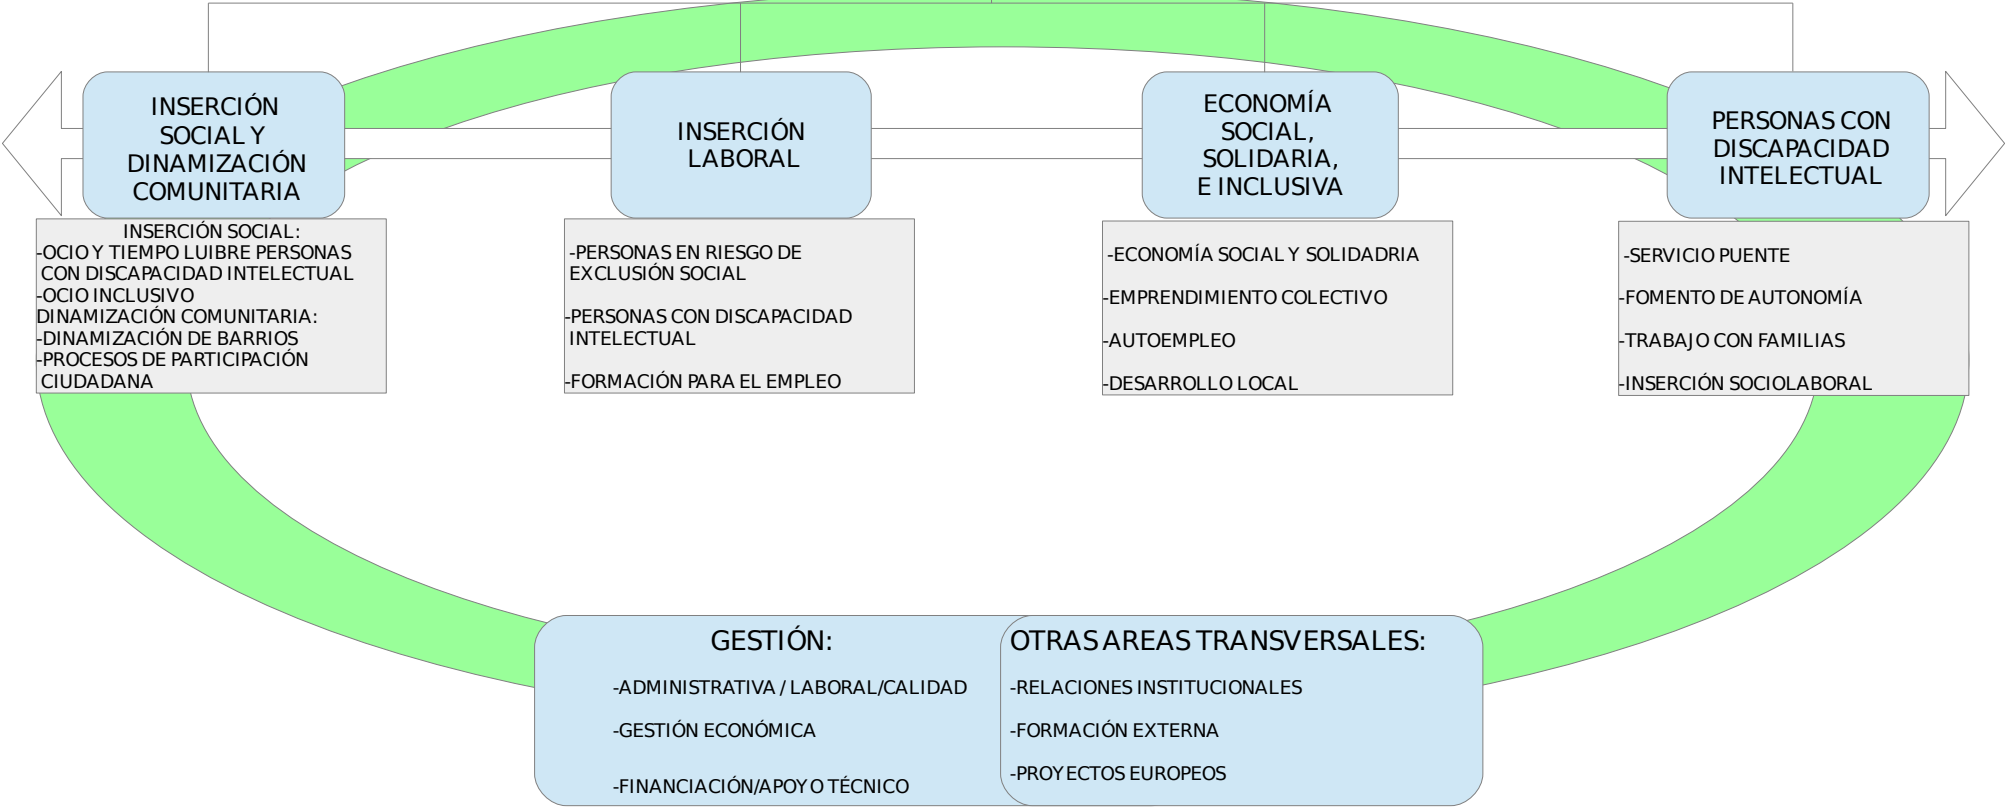 INSERCIÓN
SOCIAL Y
DINAMIZACIÓN
COMUNITARIA
INSERCIÓN
LABORAL
ECONOMÍA
SOCIAL,
SOLIDARIA,
E INCLUSIVA
PERSONAS CON
DISCAPACIDAD
INTELECTUAL
INSERCIÓN SOCIAL:
-OCIO Y TIEMPO LUIBRE PERSONAS
CON DISCAPACIDAD INTELECTUAL
-OCIO INCLUSIVO
DINAMIZACIÓN COMUNITARIA:
-DINAMIZACIÓN DE BARRIOS
-PROCESOS DE PARTICIPACIÓN
CIUDADANA
-PERSONAS EN RIESGO DE
EXCLUSIÓN SOCIAL
-PERSONAS CON DISCAPACIDAD
INTELECTUAL
-FORMACIÓN PARA EL EMPLEO
-ECONOMÍA SOCIAL Y SOLIDADRIA
-EMPRENDIMIENTO COLECTIVO
-AUTOEMPLEO
-DESARROLLO LOCAL
-SERVICIO PUENTE
-FOMENTO DE AUTONOMÍA
-TRABAJO CON FAMILIAS
-INSERCIÓN SOCIOLABORAL
GESTIÓN:
-ADMINISTRATIVA / LABORAL/CALIDAD
-GESTIÓN ECONÓMICA
-FINANCIACIÓN/APOYO TÉCNICO
OTRAS AREAS TRANSVERSALES:
-RELACIONES INSTITUCIONALES
-FORMACIÓN EXTERNA
-PROYECTOS EUROPEOS